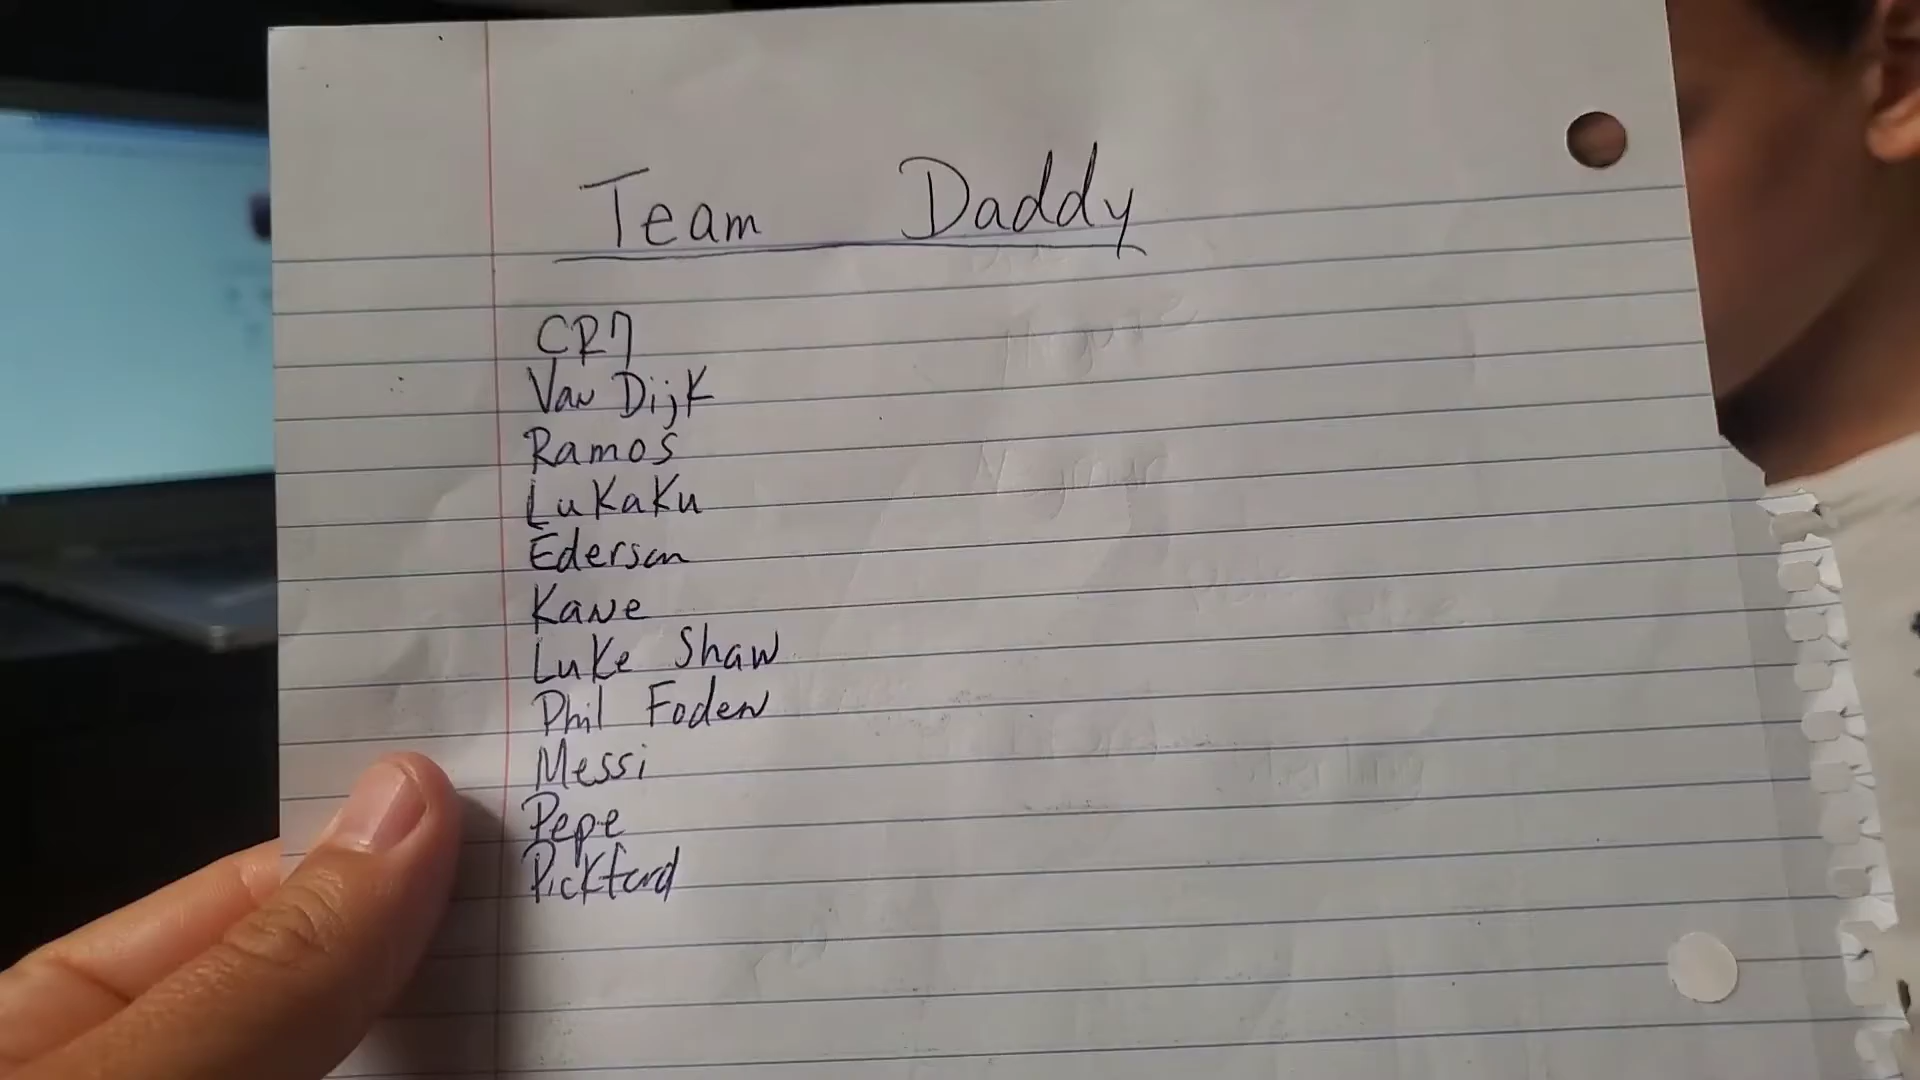 Team Daddy
CR7
Van Dijk
Ramos
Lukaku
Ederson
Kane
Luke Shaw
Phil Foden
Messi
Pepe
Pickford